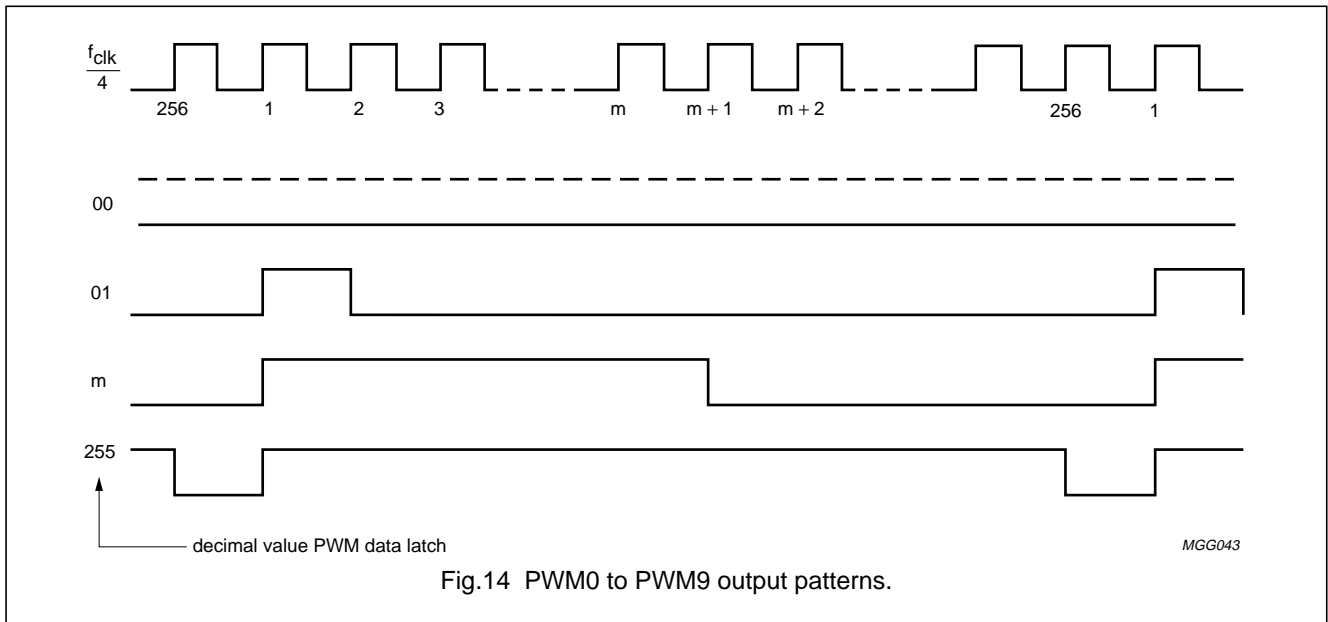 fclk
4
256 1 2 3 m m + 1 m + 2 256 1
00
01
m
255
decimal value PWM data latch
MGG043
Fig.14 PWM0 to PWM9 output patterns.